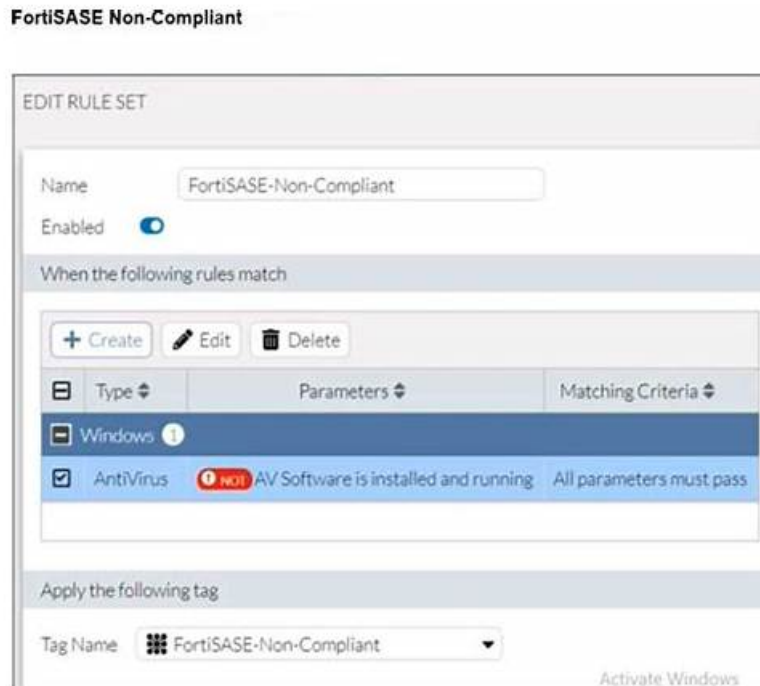 FortiSASE Non-Compliant
EDIT RULE SET
Name FortiSASE-Non-Compliant
Enabled
When the following rules match
+ Create Edit Delete
Type Parameters Matching Criteria
Windows 1
AntiVirus NOT AV Software is installed and running All parameters must pass
Apply the following tag
Tag Name FortiSASE-Non-Compliant
Activate Windows